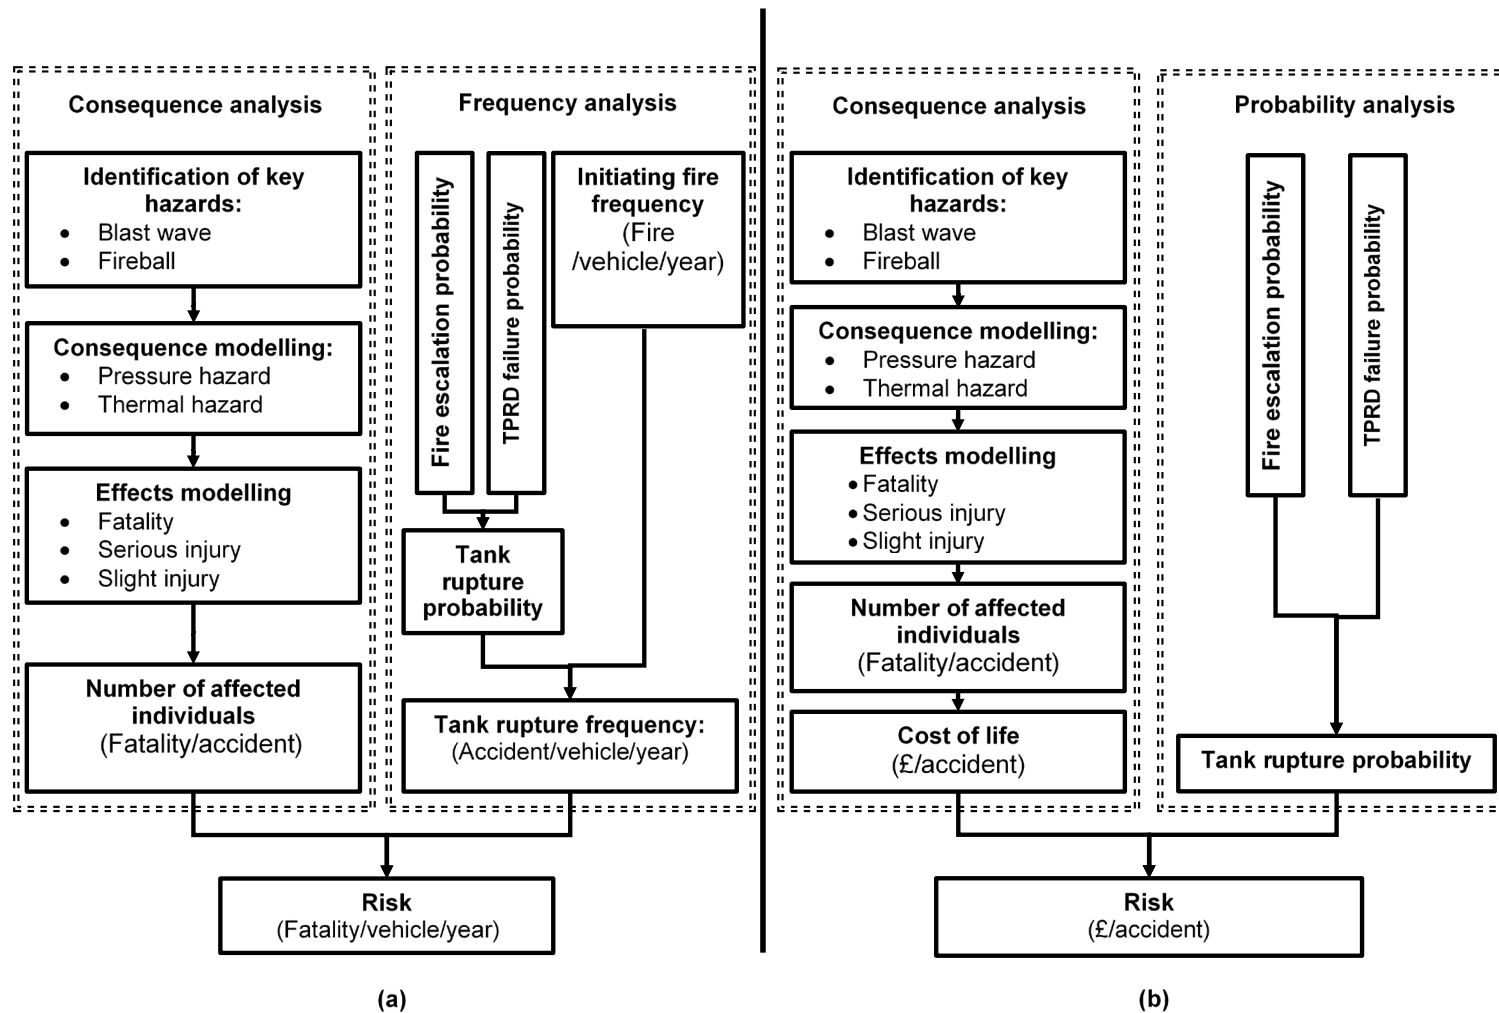 Consequence analysis
Identification of key
hazards:
• Blast wave
• Fireball
Consequence modelling:
• Pressure hazard
• Thermal hazard
Effects modelling
• Fatality
• Serious injury
• Slight injury
Number of affected
individuals
(Fatality/accident)
Frequency analysis
Fire escalation probability
TPRD failure probability
Initiating fire
frequency
(Fire
/vehicle/year)
Tank
rupture
probability
Tank rupture frequency:
(Accident/vehicle/year)
Risk
(Fatality/vehicle/year)
(a)
Consequence analysis
Identification of key
hazards:
• Blast wave
• Fireball
Consequence modelling:
• Pressure hazard
• Thermal hazard
Effects modelling
• Fatality
• Serious injury
• Slight injury
Number of affected
individuals
(Fatality/accident)
Cost of life
(£/accident)
Probability analysis
Fire escalation probability
TPRD failure probability
Tank rupture probability
Risk
(£/accident)
(b)